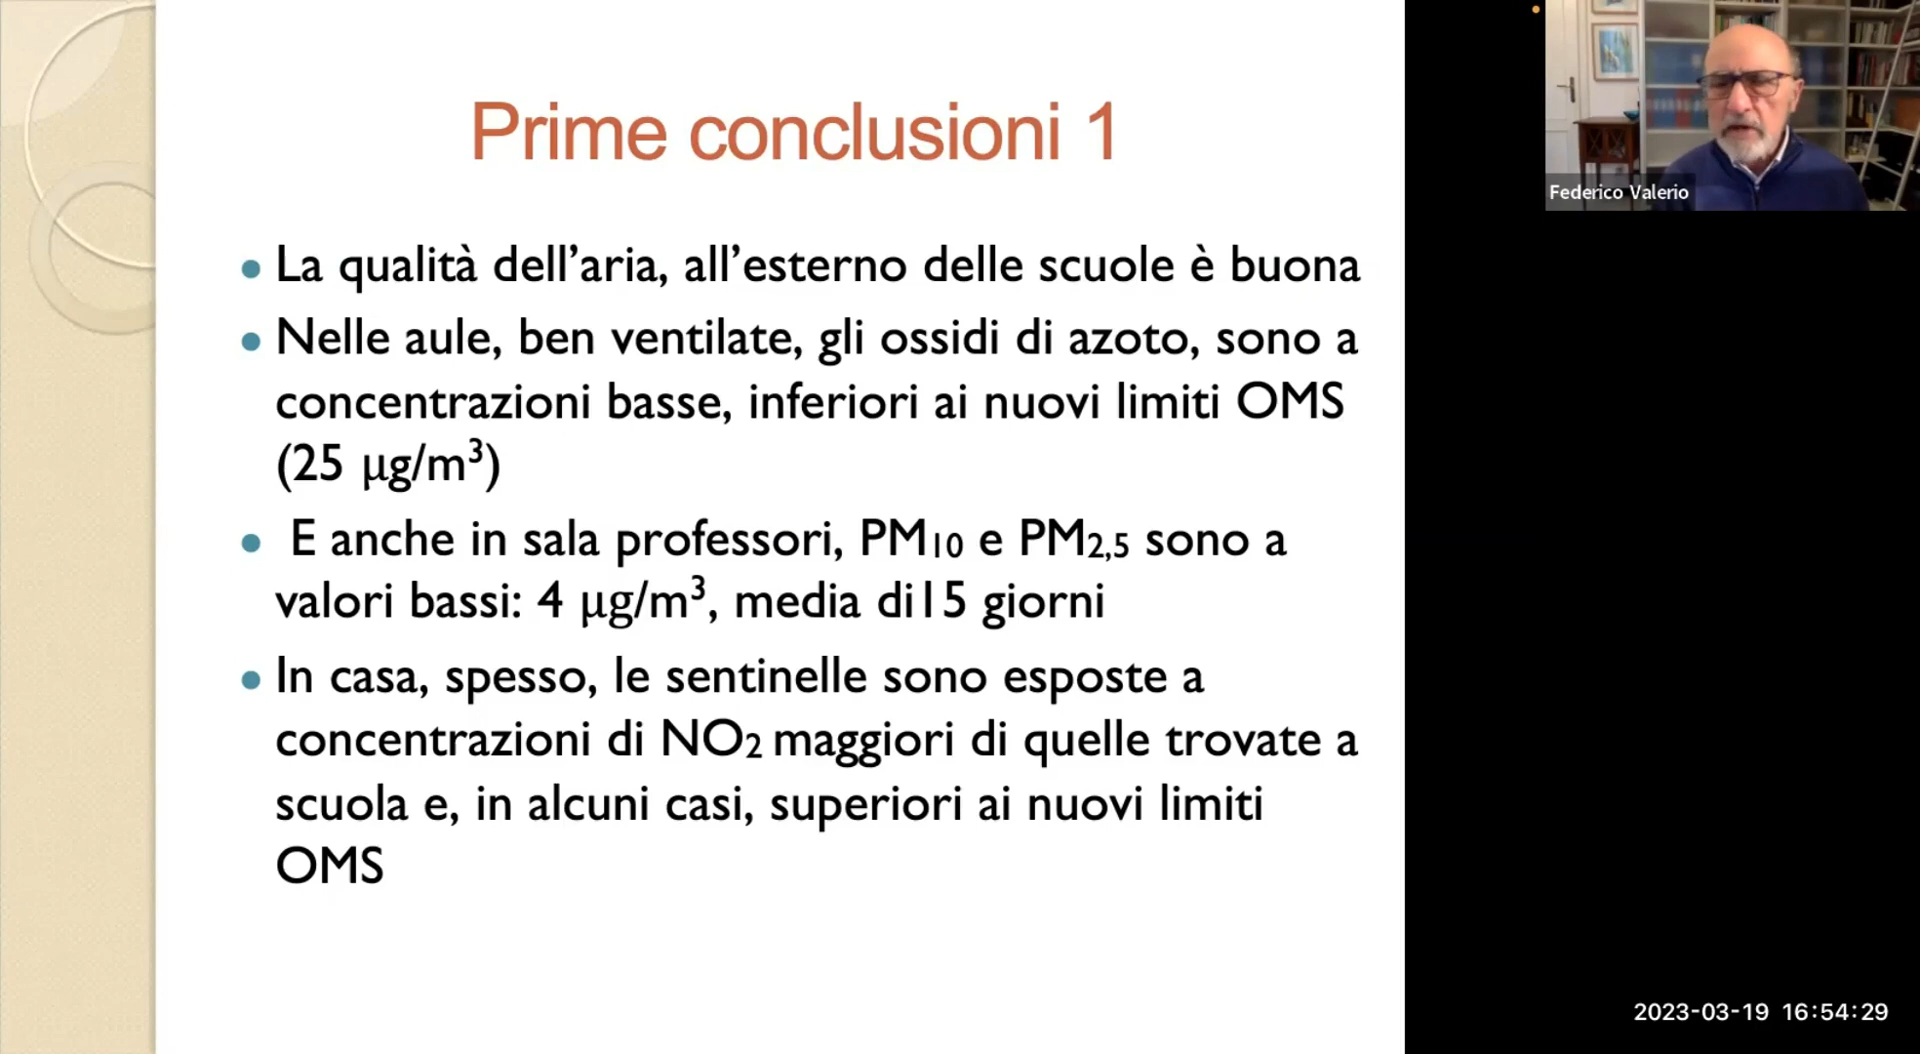 Prime conclusioni 1
• La qualità dell’aria, all’esterno delle scuole è buona
• Nelle aule, ben ventilate, gli ossidi di azoto, sono a
concentrazioni basse, inferiori ai nuovi limiti OMS
(25 µg/m³)
• E anche in sala professori, PM10 e PM2,5 sono a
valori bassi: 4 µg/m³, media di15 giorni
• In casa, spesso, le sentinelle sono esposte a
concentrazioni di NO2 maggiori di quelle trovate a
scuola e, in alcuni casi, superiori ai nuovi limiti
OMS
Federico Valerio
2023-03-19 16:54:29